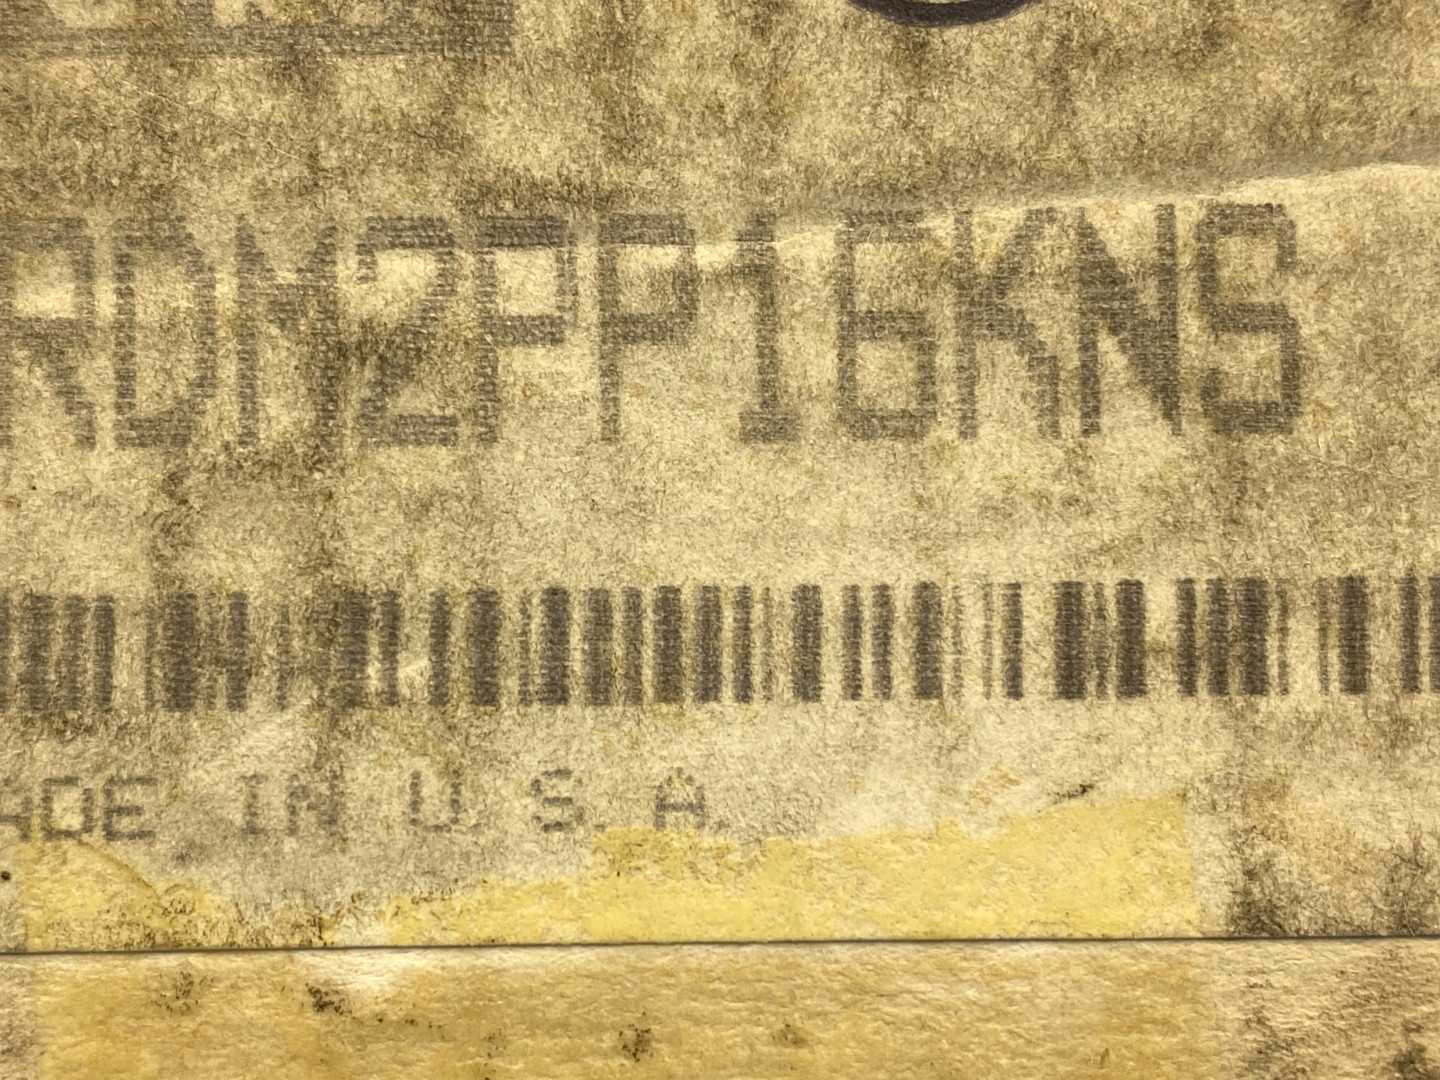 RDM2PP16KNS
ADE IN U.S.A.